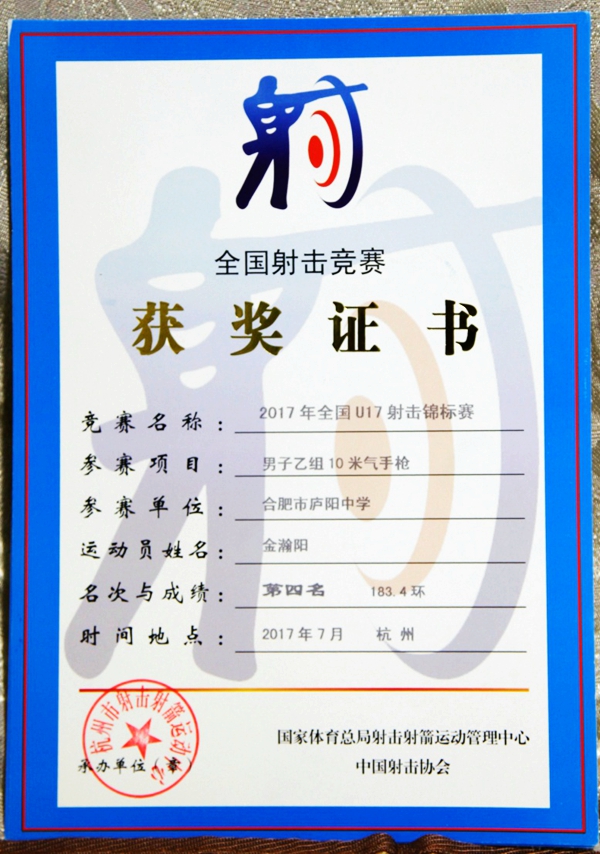 射
全国射击竞赛
获奖证书
竞赛名称：2017年全国U17射击锦标赛
参赛项目：男子乙组10米气手枪
参赛单位：合肥市庐阳中学
运动员姓名：金瀚阳
名次与成绩：第四名 183.4环
时间地点：2017年7月 杭州
杭州市射击射箭运动中心
承办单位（章）
国家体育总局射击射箭运动管理中心
中国射击协会